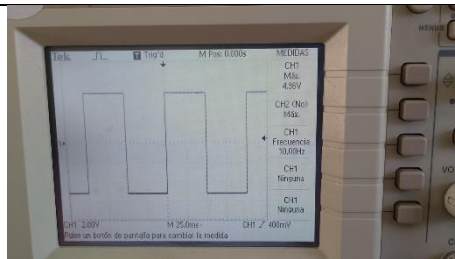 Tek
Trig'd
M Pos: 0.000s
MEDIDAS
CH1
Máx.
4.96V
CH2 (No)
Máx.
CH1
Frecuencia
10.00Hz
CH1
Ninguna
CH1
Ninguna
CH1 2.00V
M 25.0ms
CH1
400mV
Pulse un botón de pantalla para cambiar la medida
MENUS